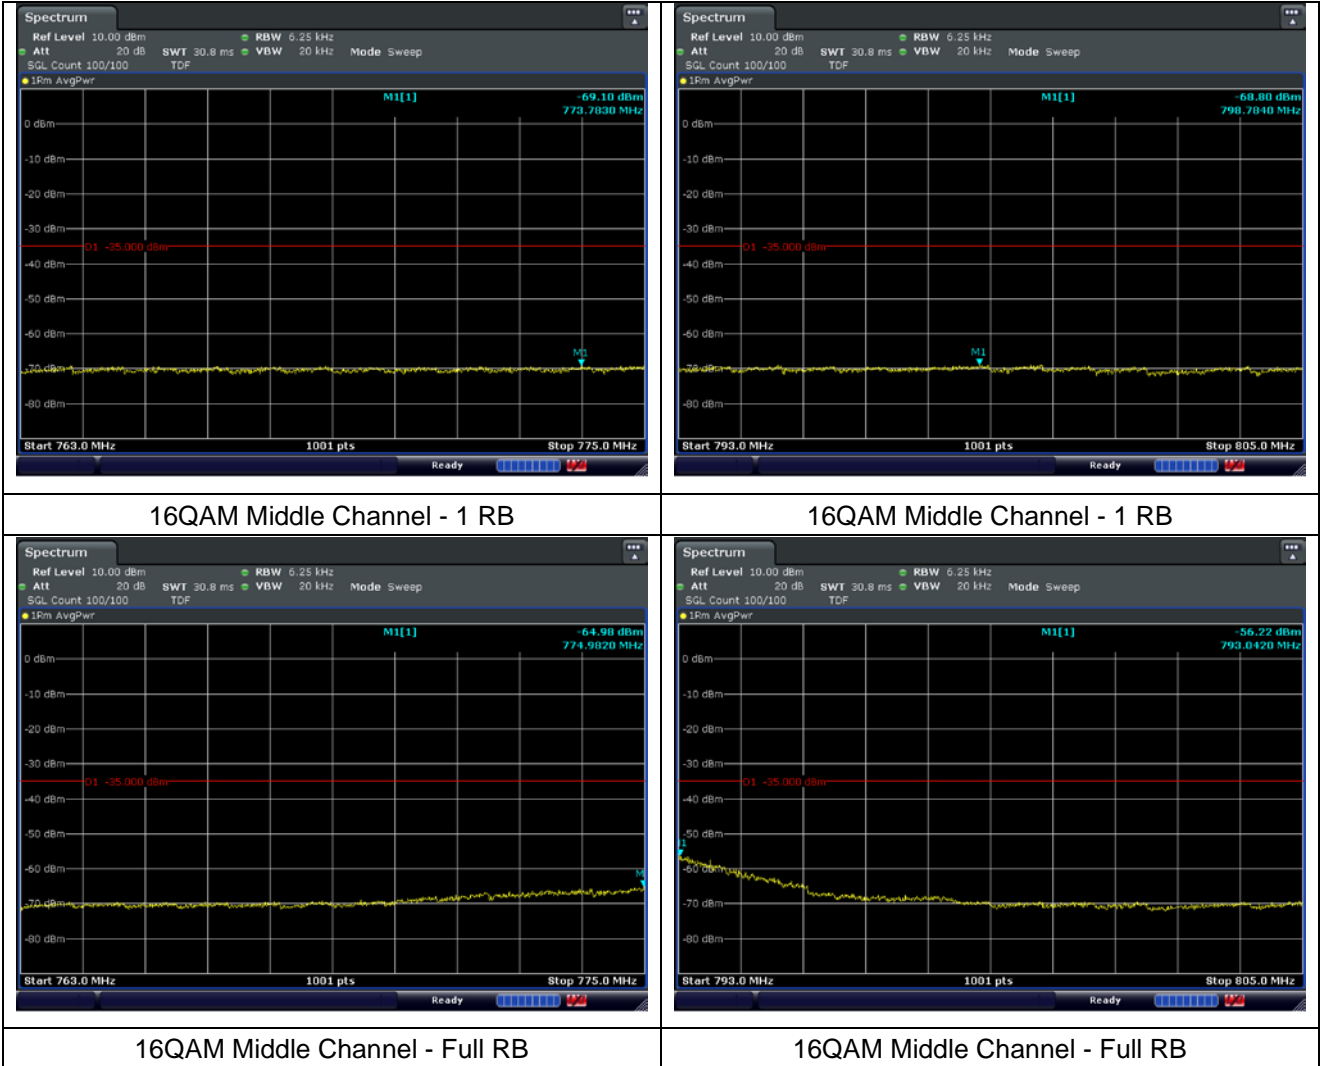 Spectrum
Ref Level 10.00 dBm RBW 6.25 kHz
Att 20 dB SWT 30.8 ms VBW 20 kHz Mode Sweep
SGL Count 100/100 TDF
1Rm AvgPwr
M1[1] -69.10 dBm
773.7830 MHz
0 dBm
-10 dBm
-20 dBm
-30 dBm
D1 -35.000 dBm
-40 dBm
-50 dBm
-60 dBm
M1
-70 dBm
-80 dBm
Start 763.0 MHz 1001 pts Stop 775.0 MHz
Ready
16QAM Middle Channel - 1 RB
Spectrum
Ref Level 10.00 dBm RBW 6.25 kHz
Att 20 dB SWT 30.8 ms VBW 20 kHz Mode Sweep
SGL Count 100/100 TDF
1Rm AvgPwr
M1[1] -68.80 dBm
798.7840 MHz
0 dBm
-10 dBm
-20 dBm
-30 dBm
D1 -35.000 dBm
-40 dBm
-50 dBm
-60 dBm
M1
-70 dBm
-80 dBm
Start 793.0 MHz 1001 pts Stop 805.0 MHz
Ready
16QAM Middle Channel - 1 RB
Spectrum
Ref Level 10.00 dBm RBW 6.25 kHz
Att 20 dB SWT 30.8 ms VBW 20 kHz Mode Sweep
SGL Count 100/100 TDF
1Rm AvgPwr
M1[1] -64.98 dBm
774.9820 MHz
0 dBm
-10 dBm
-20 dBm
-30 dBm
D1 -35.000 dBm
-40 dBm
-50 dBm
-60 dBm
M
-70 dBm
-80 dBm
Start 763.0 MHz 1001 pts Stop 775.0 MHz
Ready
16QAM Middle Channel - Full RB
Spectrum
Ref Level 10.00 dBm RBW 6.25 kHz
Att 20 dB SWT 30.8 ms VBW 20 kHz Mode Sweep
SGL Count 100/100 TDF
1Rm AvgPwr
M1[1] -56.22 dBm
793.0420 MHz
0 dBm
-10 dBm
-20 dBm
-30 dBm
D1 -35.000 dBm
-40 dBm
-50 dBm
1
-60 dBm
-70 dBm
-80 dBm
Start 793.0 MHz 1001 pts Stop 805.0 MHz
Ready
16QAM Middle Channel - Full RB